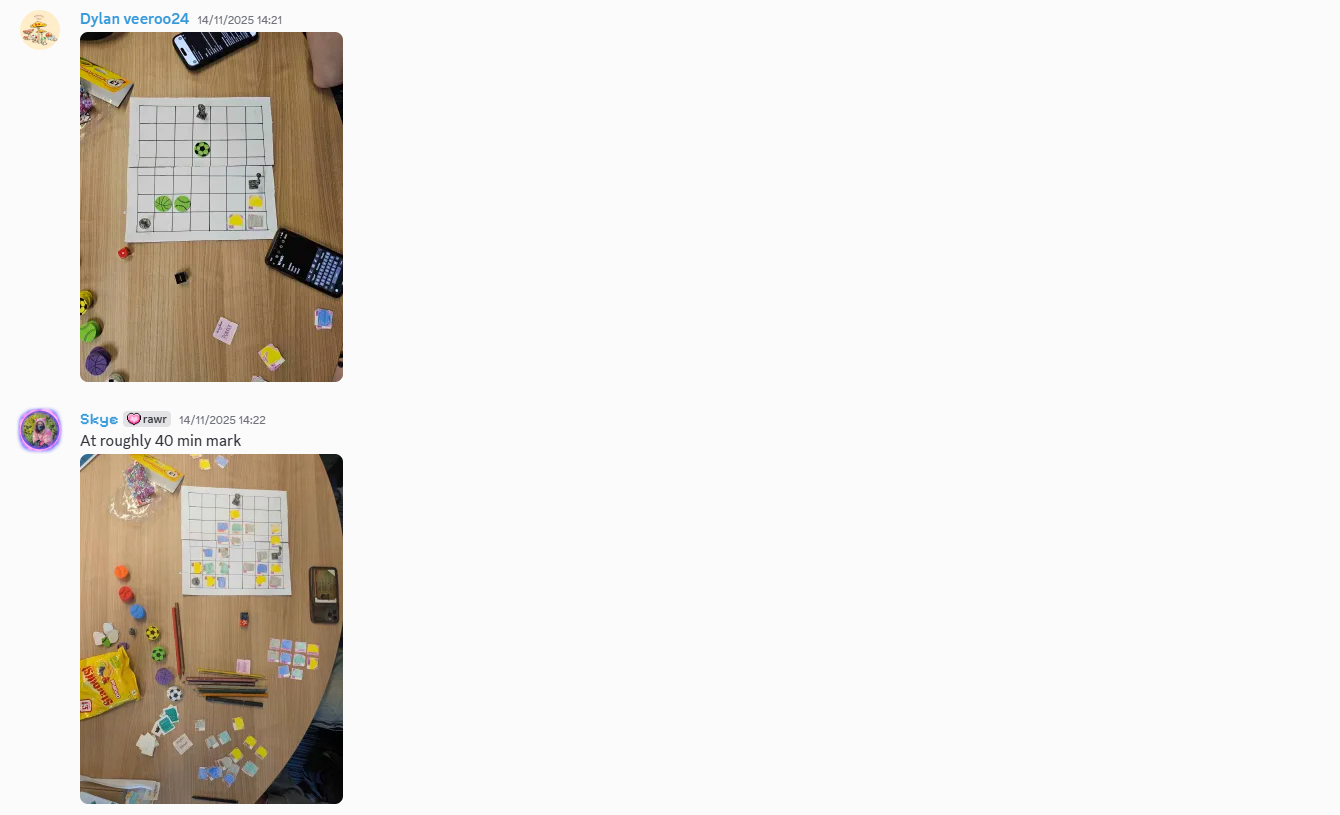 Dylan veeroo24 14/11/2025 14:21
Skye rawr 14/11/2025 14:22
At roughly 40 min mark